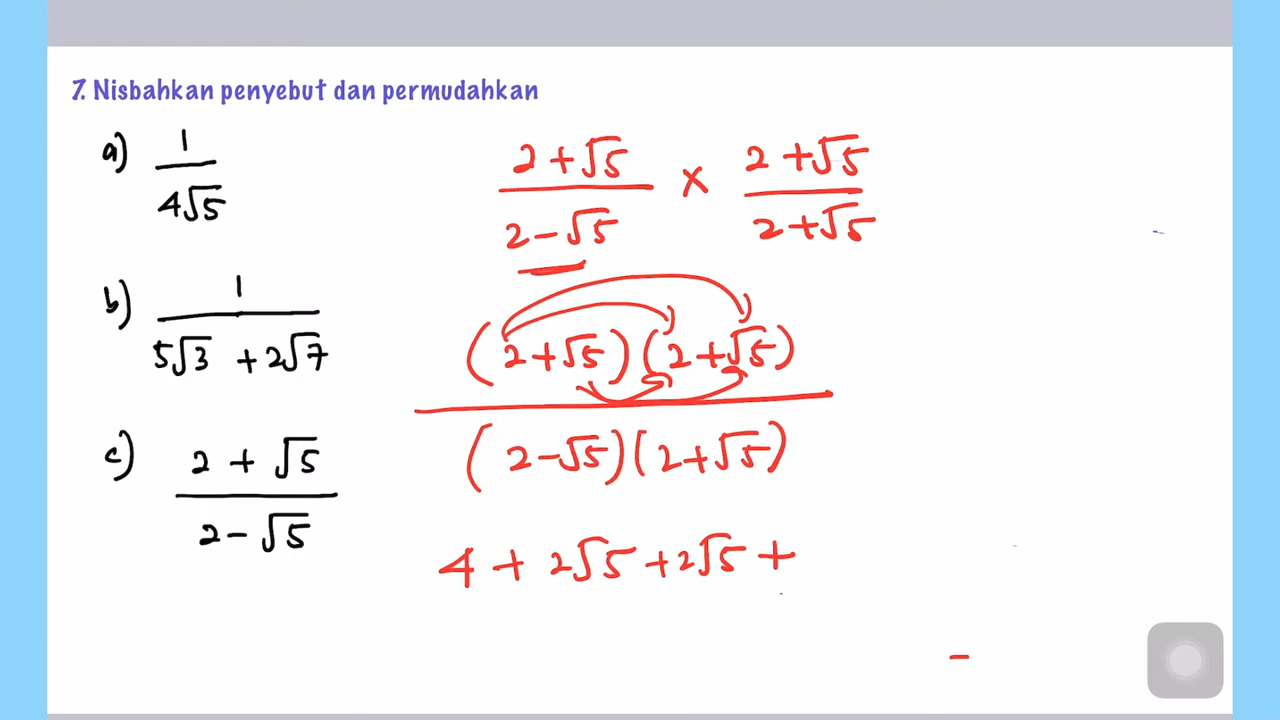 7. Nisbahkan penyebut dan permudahkan
a) 1
4√5
b) 1
5√3 + 2√7
c) 2 + √5
2 - √5
2 + √5 × 2 + √5
2 - √5 2 + √5
(2 + √5)(2 + √5)
(2 - √5)(2 + √5)
4 + 2√5 + 2√5 +